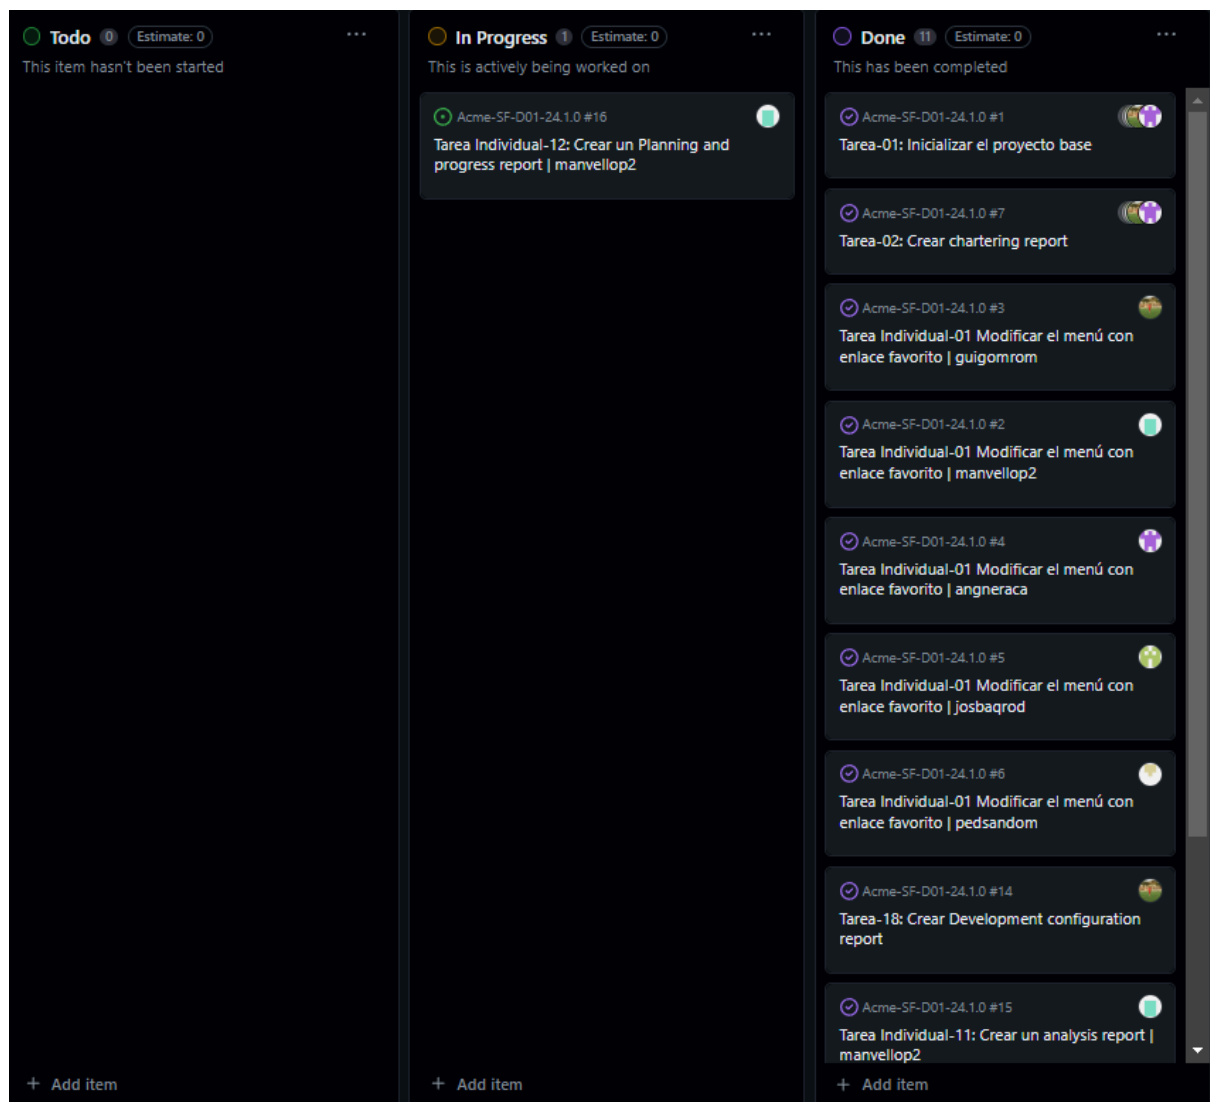 Todo 0 Estimate: 0
This item hasn't been started
Add item
In Progress 1 Estimate: 0
This is actively being worked on
Acme-SF-D01-24.1.0 #16
Tarea Individual-12: Crear un Planning and
progress report | manvellop2
Add item
Done 11 Estimate: 0
This has been completed
Acme-SF-D01-24.1.0 #1
Tarea-01: Inicializar el proyecto base
Acme-SF-D01-24.1.0 #7
Tarea-02: Crear chartering report
Acme-SF-D01-24.1.0 #3
Tarea Individual-01 Modificar el menú con
enlace favorito | guigomrom
Acme-SF-D01-24.1.0 #2
Tarea Individual-01 Modificar el menú con
enlace favorito | manvellop2
Acme-SF-D01-24.1.0 #4
Tarea Individual-01 Modificar el menú con
enlace favorito | angneraca
Acme-SF-D01-24.1.0 #5
Tarea Individual-01 Modificar el menú con
enlace favorito | josbaqrod
Acme-SF-D01-24.1.0 #6
Tarea Individual-01 Modificar el menú con
enlace favorito | pedsandom
Acme-SF-D01-24.1.0 #14
Tarea-18: Crear Development configuration
report
Acme-SF-D01-24.1.0 #15
Tarea Individual-11: Crear un analysis report |
manvellop2
Add item